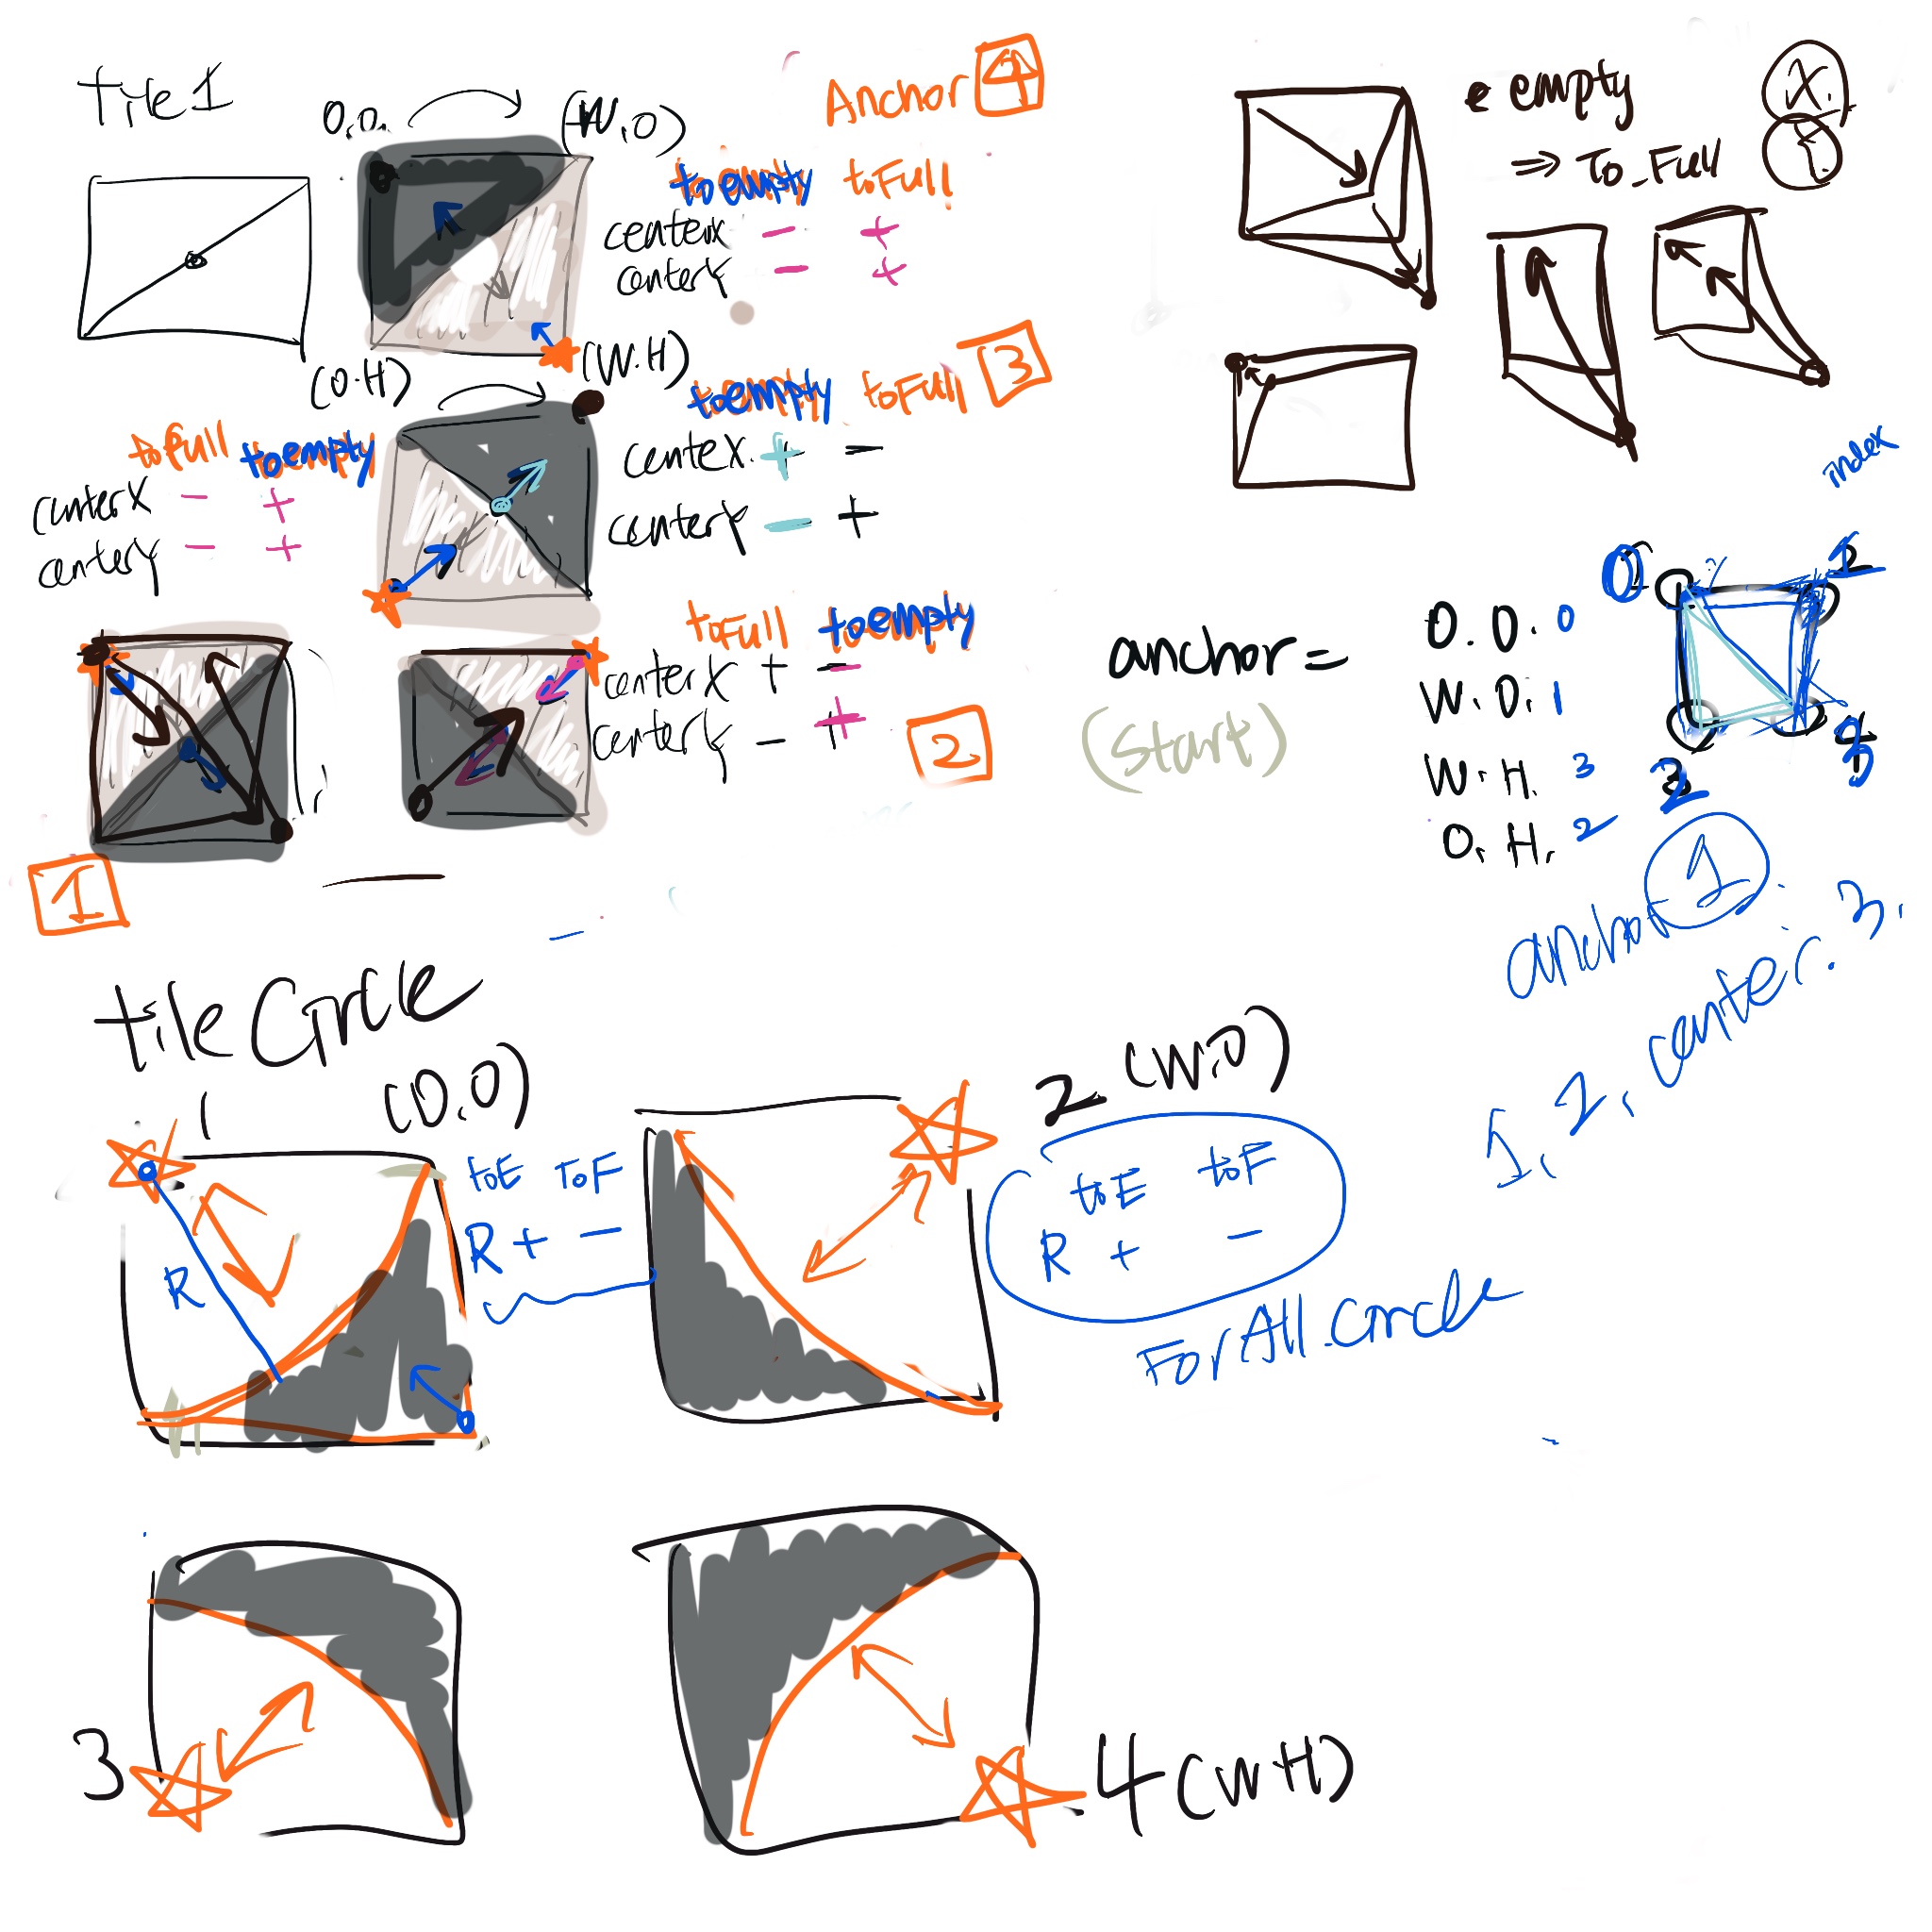 Tile 1
0.0.
(W.0)
(0.H)
(W.H)
Anchor 4
toempty toFull
centerx - +
centerY - +
toempty toFull 3
centeX. + -
centerY - +
tofull toempty
centerX - +
centerY - +
1
toFull toempty
centerX + -
centerY - +
2
empty X.
⇒ To_Full Y
index
anchor =
(Start)
0.0. 0
W.0. 1
W.H. 3
0.H. 2
0 1
2 3
anchor 1
1, 2, center. 3.
tile Circle
1 (0,0)
R
toE ToF
R + -
2 (W.0)
toE toF
R + -
For All Circle
3
4 (W H)